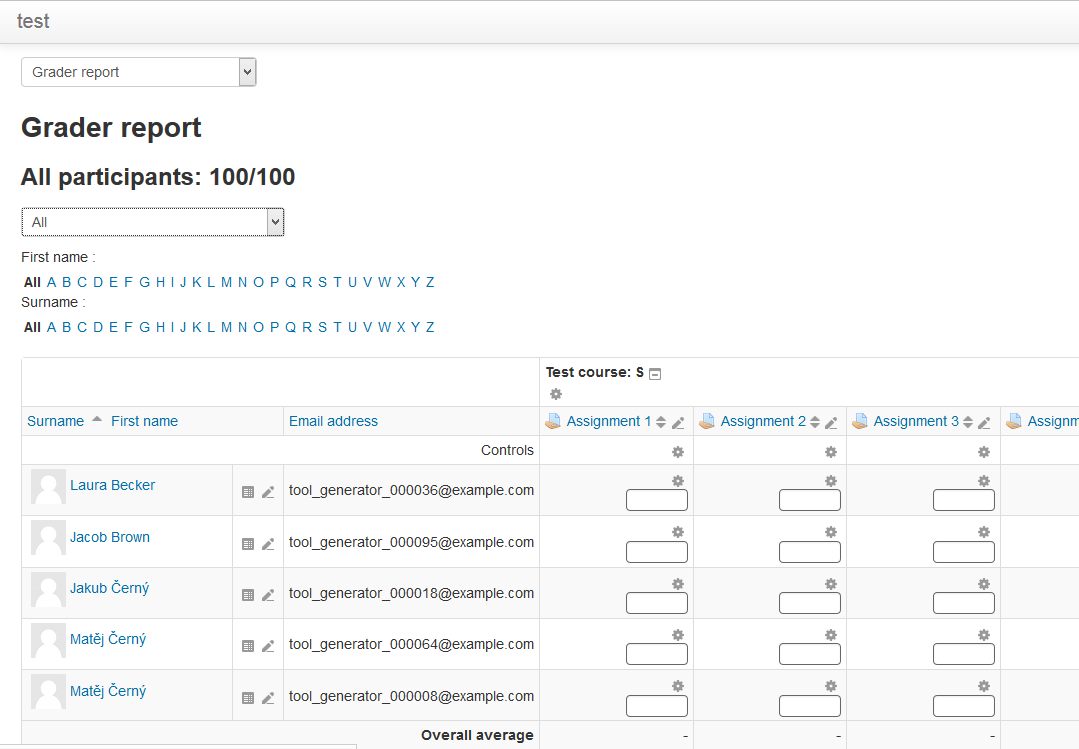 test
Grader report
Grader report
All participants: 100/100
All
First name :
All A B C D E F G H I J K L M N O P Q R S T U V W X Y Z
Surname :
All A B C D E F G H I J K L M N O P Q R S T U V W X Y Z
Test course: S
Surname First name Email address Assignment 1 Assignment 2 Assignment 3 Assignm
Controls
Laura Becker tool_generator_000036@example.com
Jacob Brown tool_generator_000095@example.com
Jakub Černý tool_generator_000018@example.com
Matěj Černý tool_generator_000064@example.com
Matěj Černý tool_generator_000008@example.com
Overall average - - -